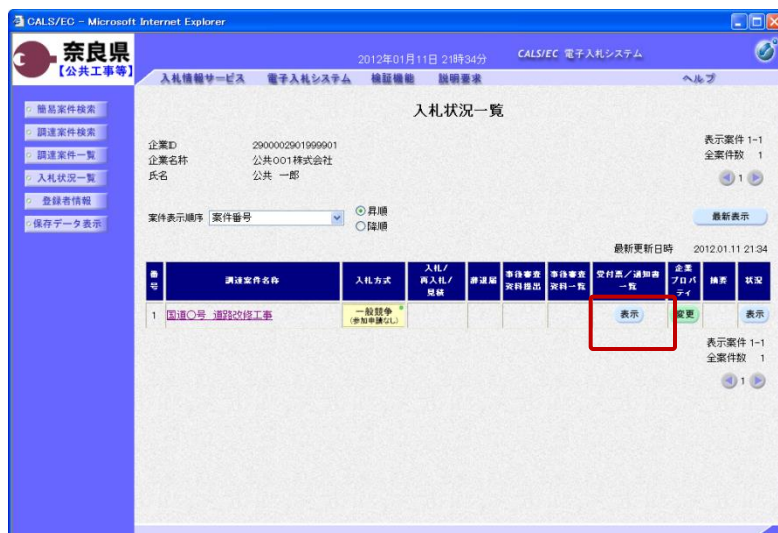 CALS/EC - Microsoft Internet Explorer
奈良県
【公共工事等】
2012年01月11日 21時34分
CALS/EC 電子入札システム
入札情報サービス 電子入札システム 検証機能 説明要求 ヘルプ
簡易案件検索
調達案件検索
調達案件一覧
入札状況一覧
登録者情報
保存データ表示
入札状況一覧
企業ID 2900002901999901
企業名称 公共001株式会社
氏名 公共 一郎
表示案件 1-1
全案件数 1
1
案件表示順序 案件番号
昇順
降順
最新表示
最新更新日時 2012.01.11 21:34
番号 調達案件名称 入札方式 入札/再入札/見積 辞退届 事後審査資料提出 事後審査資料一覧 受付票/通知書一覧 企業プロパティ 摘要 状況
1 国道〇号 道路改修工事 一般競争(参加申請なし) 表示 変更 表示
表示案件 1-1
全案件数 1
1